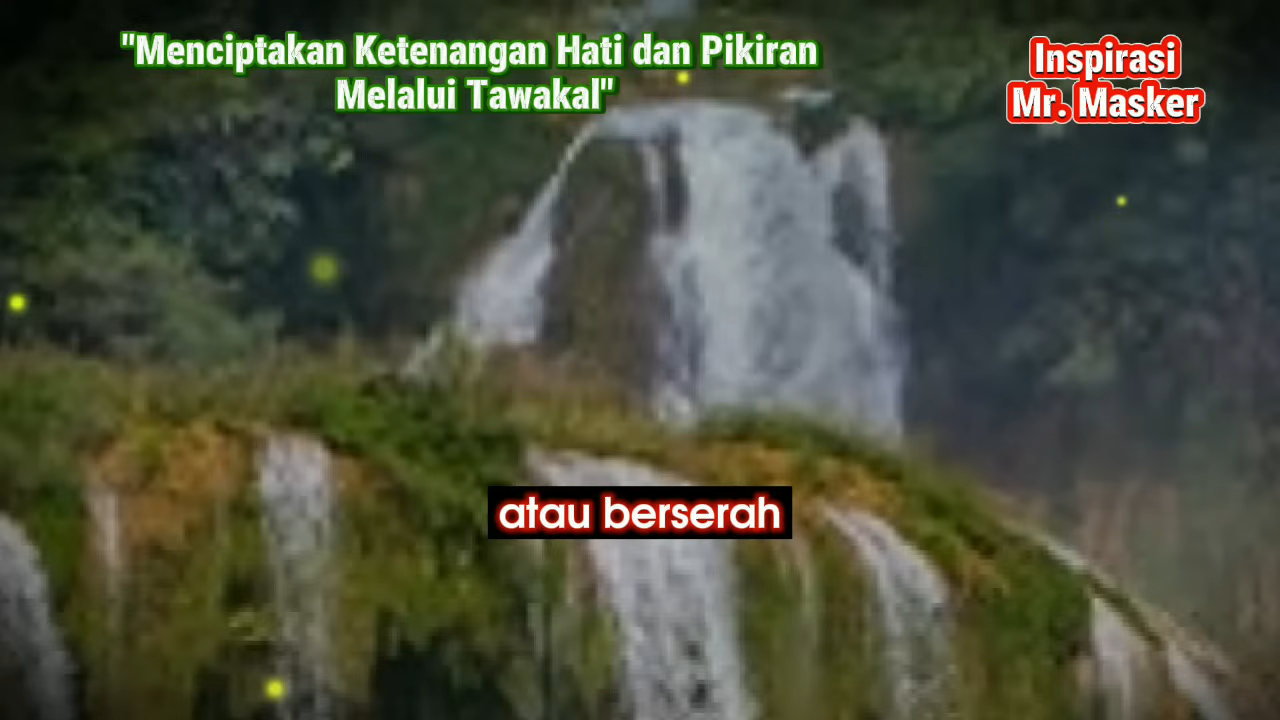 "Menciptakan Ketenangan Hati dan Pikiran
Melalui Tawakal"
Inspirasi
Mr. Masker
atau berserah